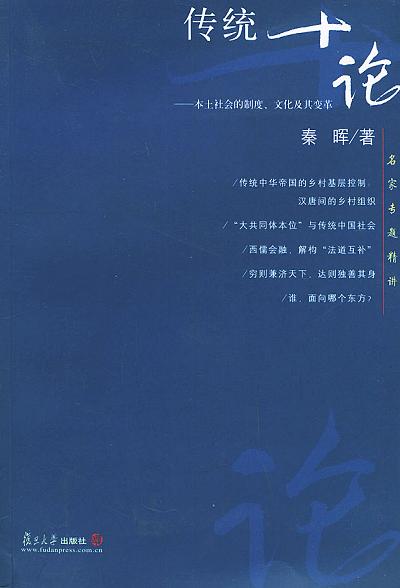 传统十论
——本土社会的制度、文化及其变革
秦 晖/著
名家专题精讲
/传统中华帝国的乡村基层控制：
汉唐间的乡村组织
/“大共同体本位”与传统中国社会
/西儒会融，解构“法道互补”
/穷则兼济天下，达则独善其身
/谁，面向哪个东方？
论
复旦大学 出版社
www.fudanpress.com.cn